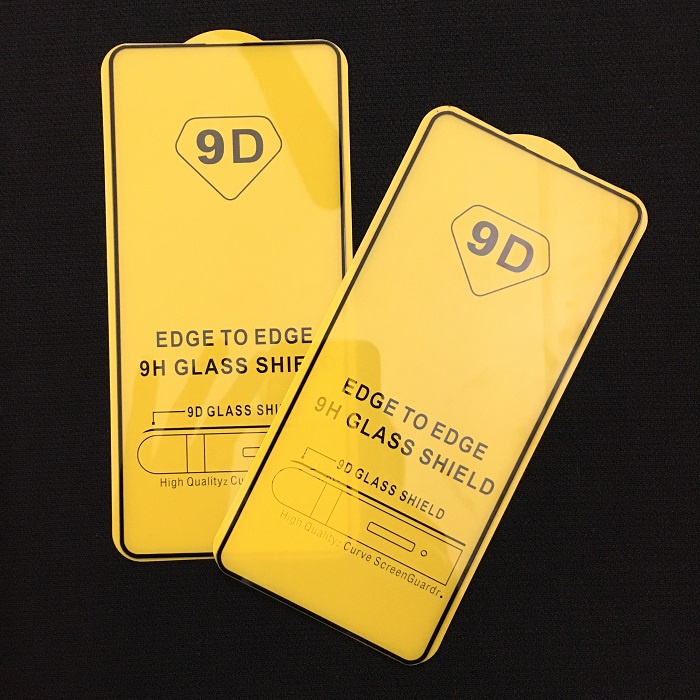 9D
EDGE TO EDGE
9H GLASS SHIE
9D GLASS SHI
High Qualityz Cu
9D
EDGE TO EDGE
9H GLASS SHIELD
9D GLASS SHIELD
High Qualityz Curve ScreenGuardr.